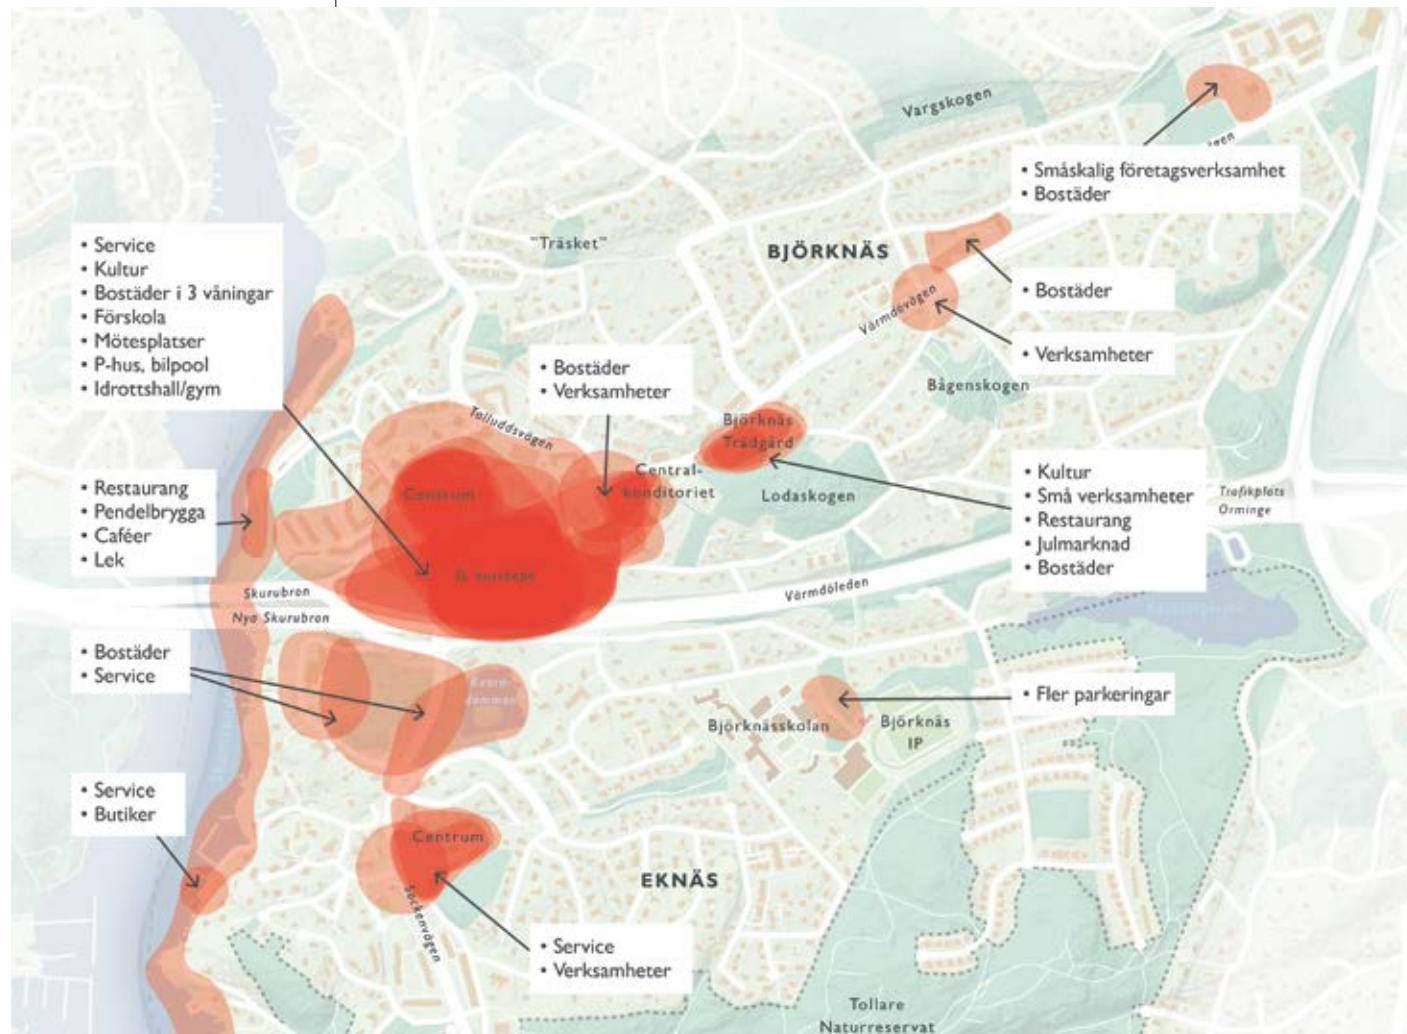 Vargskogen
• Småskalig företagsverksamhet
• Bostäder
• Service
• Kultur
• Bostäder i 3 våningar
• Förskola
• Mötesplatser
• P-hus, bilpool
• Idrottshall/gym
"Träsket"
BJÖRKNÄS
• Bostäder
Värmdövägen
• Verksamheter
• Bostäder
• Verksamheter
Bågenskogen
Talluddsvägen
Björknäs
Trädgård
Central-
konditoriet
Lodaskogen
Centrum
• Kultur
• Små verksamheter
• Restaurang
• Julmarknad
• Bostäder
Trafikplats
Orminge
• Restaurang
• Pendelbrygga
• Caféer
• Lek
Skurubron
Nya Skurubron
Värmdöleden
• Bostäder
• Service
• Fler parkeringar
Björknässkolan
Björknäs
IP
• Service
• Butiker
Centrum
EKNÄS
Sockenvägen
• Service
• Verksamheter
Tollare
Naturreservat